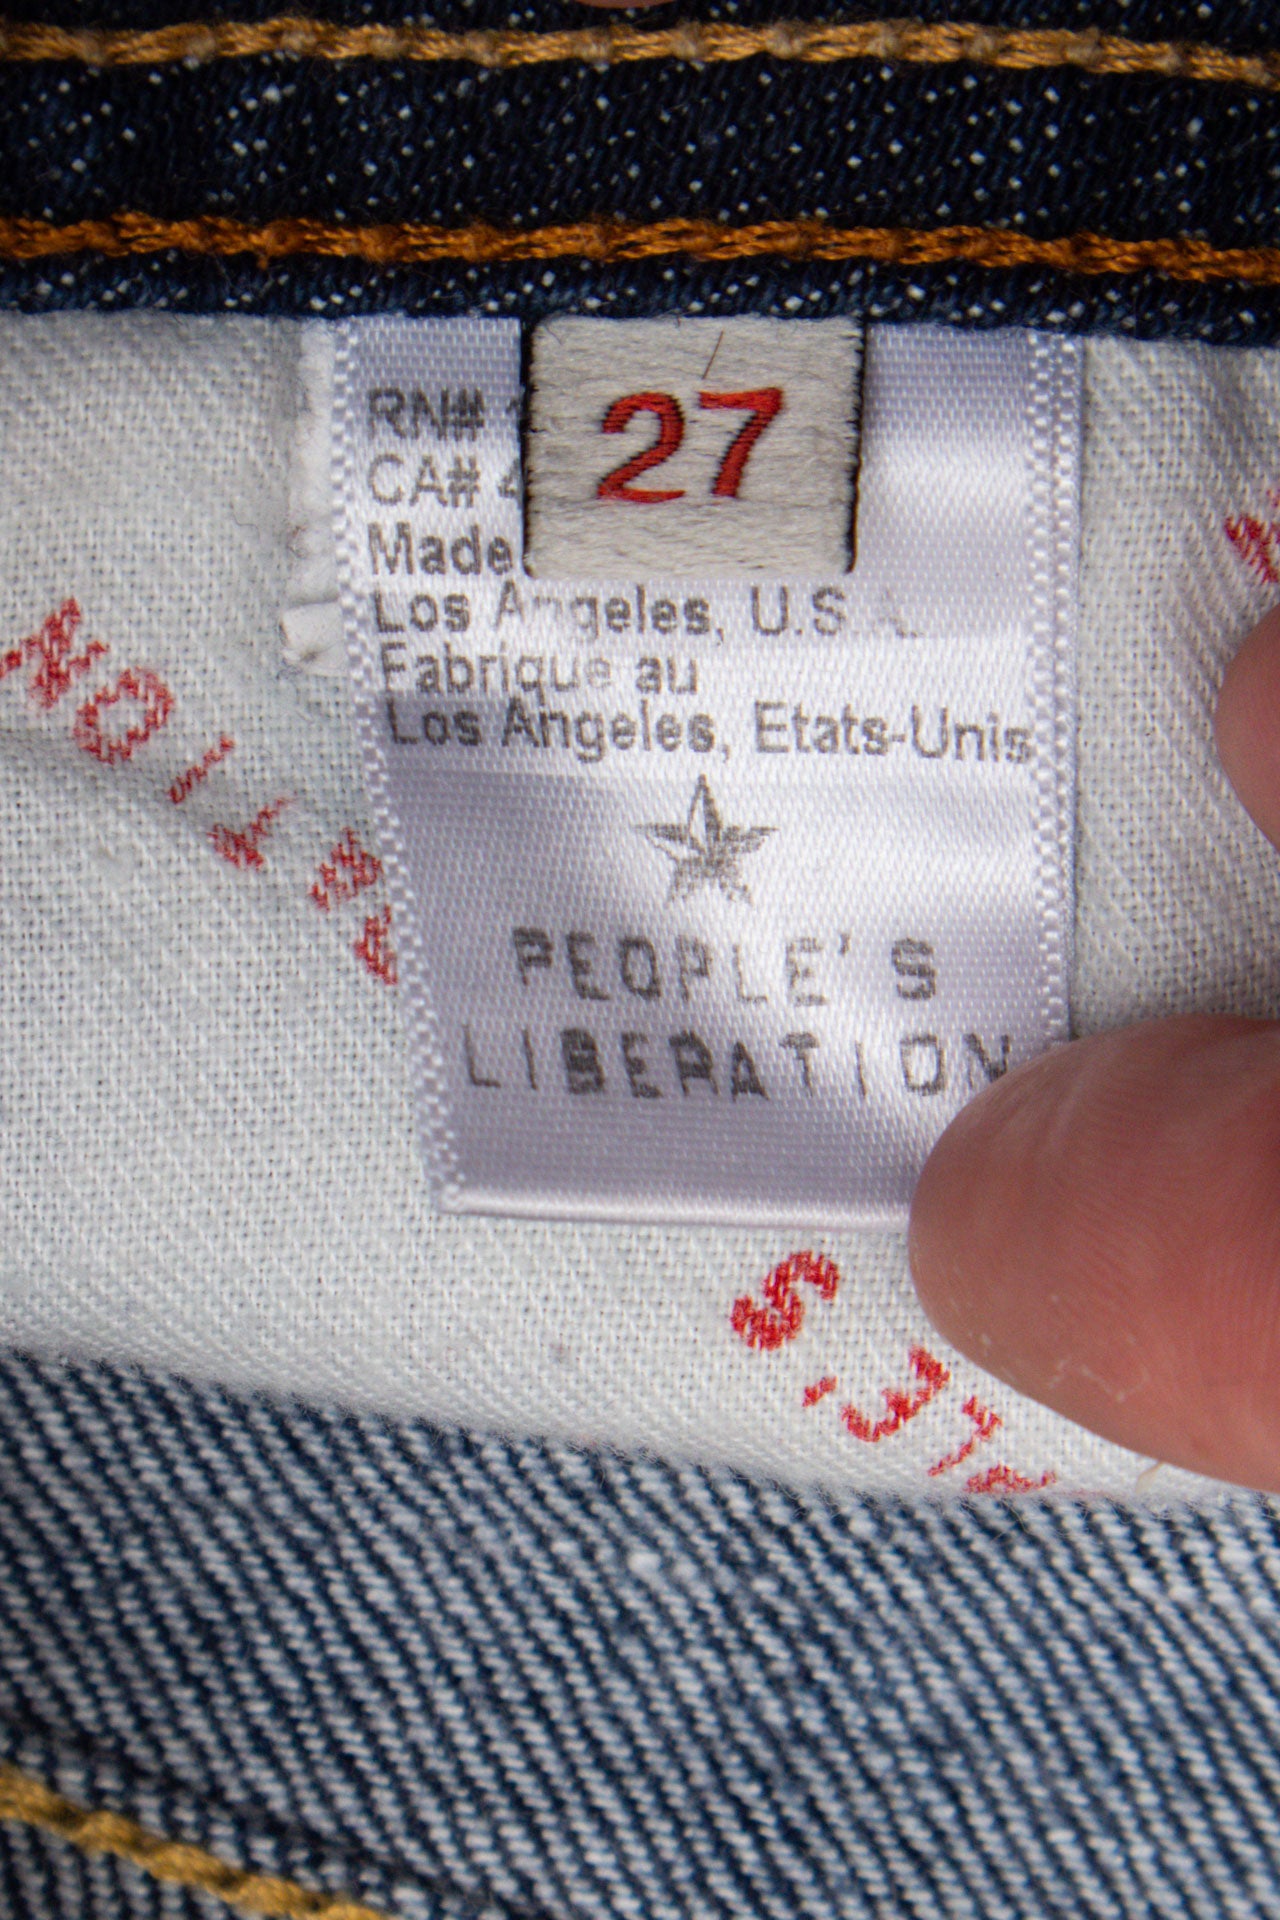 27
RN#
CA#
Made
Los Angeles, U.S.A.
Fabrique au
Los Angeles, Etats-Unis
PEOPLE'S
LIBERATION